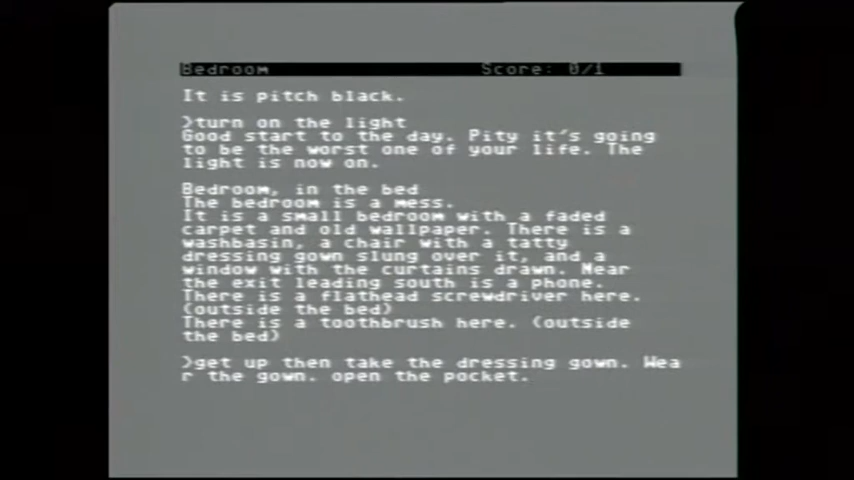 Bedroom Score: 0/1
It is pitch black.
>turn on the light
Good start to the day. Pity it's going
to be the worst one of your life. The
light is now on.
Bedroom, in the bed
The bedroom is a mess.
It is a small bedroom with a faded
carpet and old wallpaper. There is a
washbasin, a chair with a tatty
dressing gown slung over it, and a
window with the curtains drawn. Near
the exit leading south is a phone.
There is a flathead screwdriver here.
(outside the bed)
There is a toothbrush here. (outside
the bed)
>get up then take the dressing gown. Wea
r the gown. open the pocket.